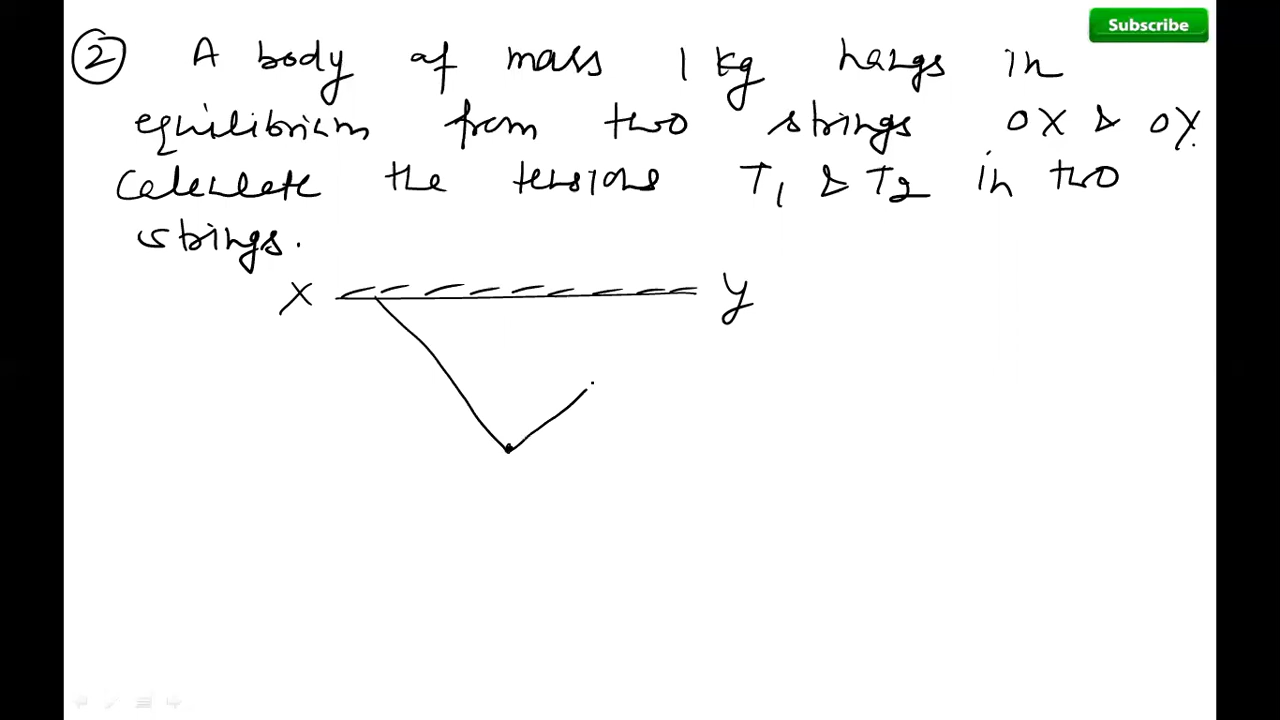 Subscribe
② A body of mass 1 kg hangs in
equilibrium from two strings OX & OY.
Calculate the tensions T1 & T2 in two
strings.
X Y